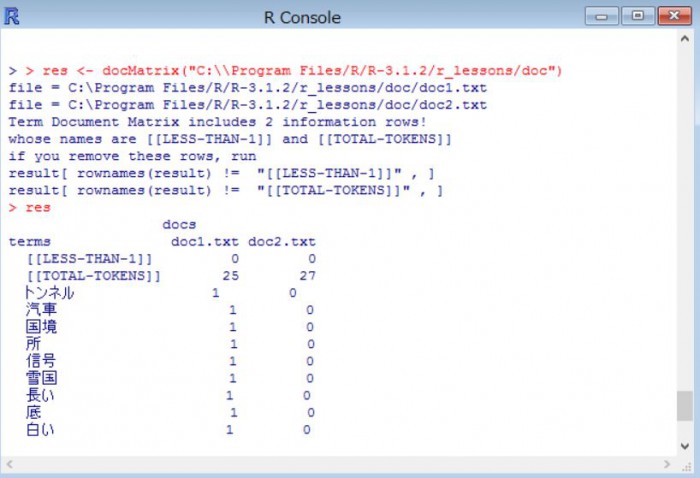 R Console
> > res <- docMatrix("C:\\Program Files/R/R-3.1.2/r_lessons/doc")
file = C:\Program Files/R/R-3.1.2/r_lessons/doc/doc1.txt
file = C:\Program Files/R/R-3.1.2/r_lessons/doc/doc2.txt
Term Document Matrix includes 2 information rows!
whose names are [[LESS-THAN-1]] and [[TOTAL-TOKENS]]
if you remove these rows, run
result[ rownames(result) !=  "[[LESS-THAN-1]]" , ]
result[ rownames(result) !=  "[[TOTAL-TOKENS]]" , ]
> res
docs
terms doc1.txt doc2.txt
[[LESS-THAN-1]] 0 0
[[TOTAL-TOKENS]] 25 27
トンネル 1 0
汽車 1 0
国境 1 0
所 1 0
信号 1 0
雪国 1 0
長い 1 0
底 1 0
白い 1 0